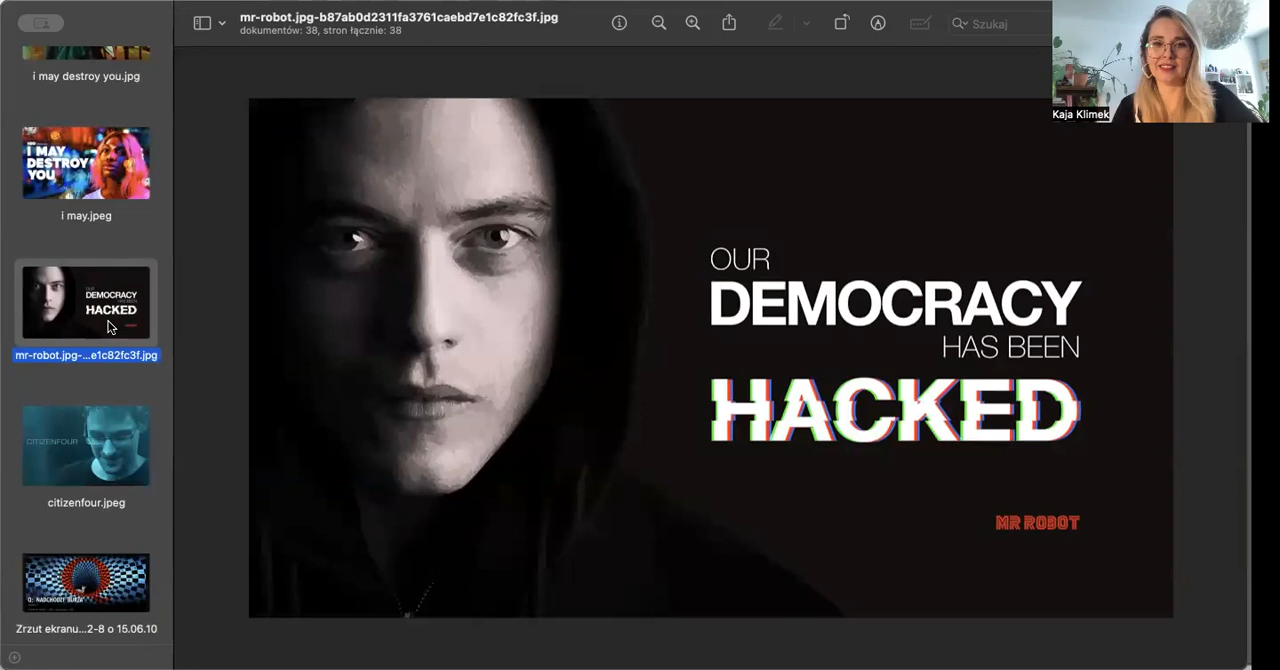 mr-robot.jpg-b87ab0d2311fa3761caebd7e1c82fc3f.jpg
dokumentów: 38, stron łącznie: 38
Szukaj
Kaja Klimek
i may destroy you.jpg
I MAY
DESTROY
YOU
i may.jpeg
OUR
DEMOCRACY
HAS BEEN
HACKED
mr-robot.jpg-...e1c82fc3f.jpg
CITIZENFOUR
citizenfour.jpeg
Q: NADCHODZI BURZA
Zrzut ekranu...2-8 o 15.06.10
OUR
DEMOCRACY
HAS BEEN
HACKED
MR ROBOT